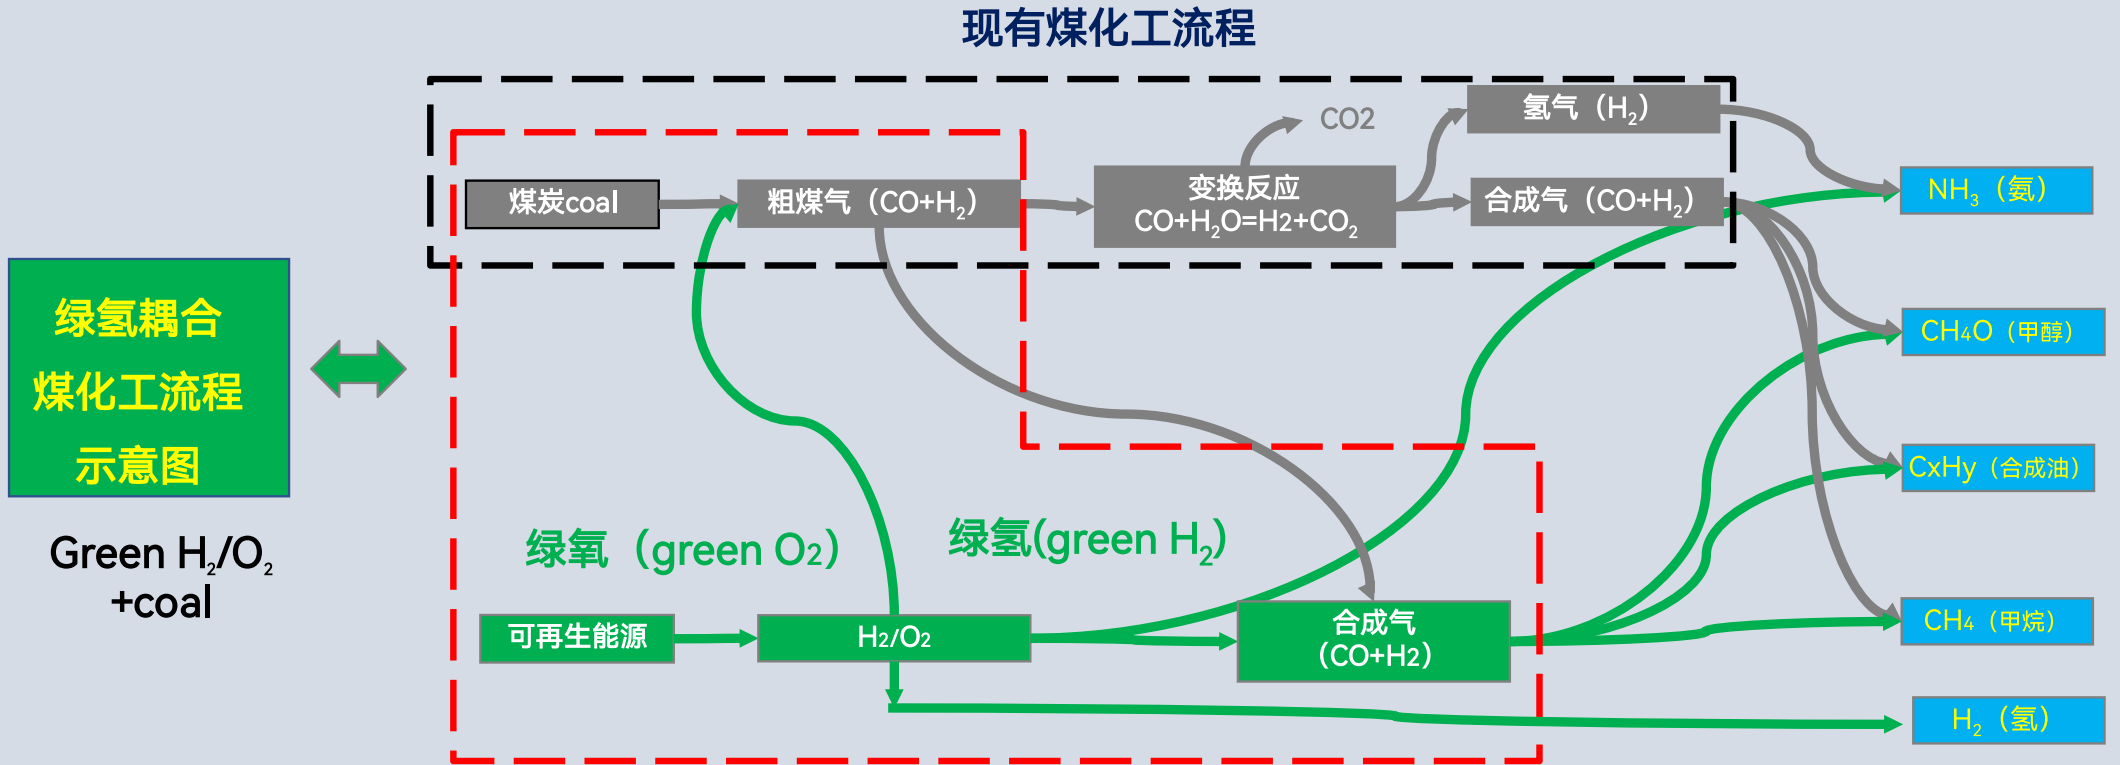 现有煤化工流程
CO2
氢气（H₂）
煤炭coal
粗煤气（CO+H₂）
变换反应
CO+H₂O=H2+CO₂
合成气（CO+H₂）
NH₃（氨）
绿氢耦合
煤化工流程
示意图
CH4O（甲醇）
CxHy（合成油）
Green H₂/O₂
+coal
绿氧（green O2）
绿氢(green H₂)
可再生能源
H2/O2
合成气
（CO+H2）
CH4（甲烷）
H₂（氢）